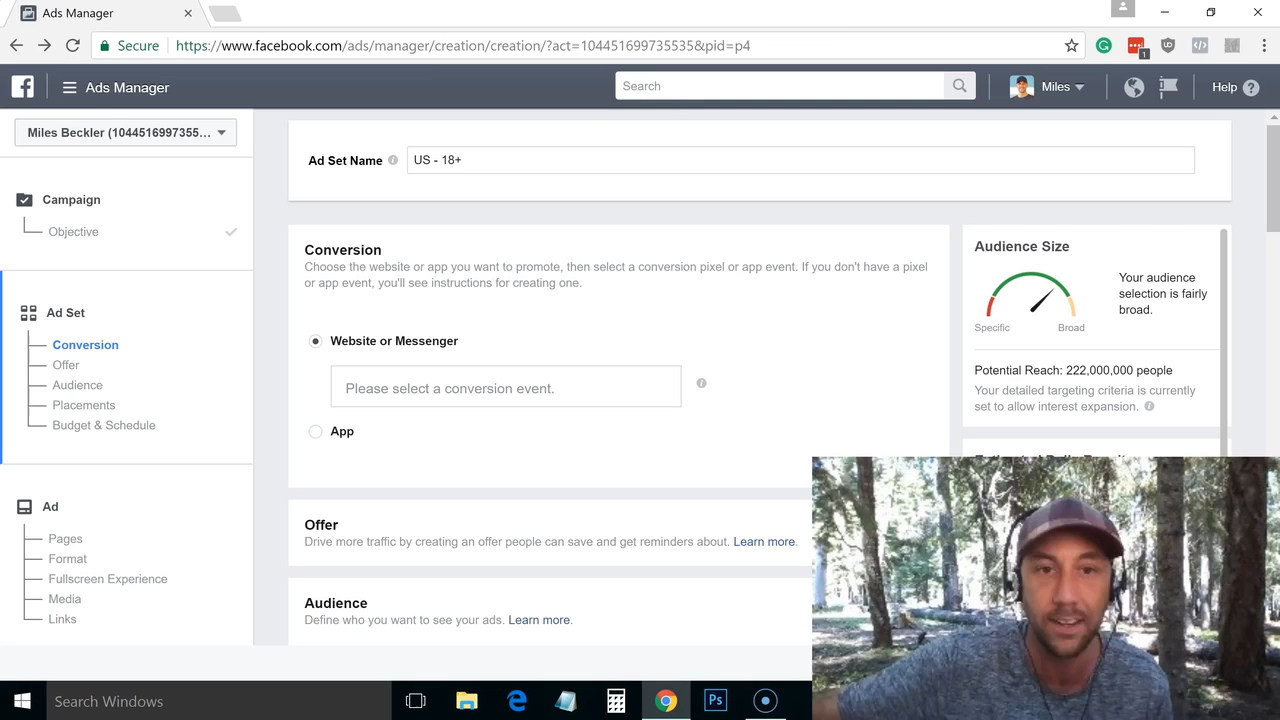 Ads Manager
Secure
https://www.facebook.com/ads/manager/creation/creation/?act=104451699735535&pid=p4
1
Ads Manager
Search
Miles
Help
Miles Beckler (1044516997355...
Campaign
Objective
Ad Set
Conversion
Offer
Audience
Placements
Budget & Schedule
Ad
Pages
Format
Fullscreen Experience
Media
Links
Ad Set Name
US - 18+
Conversion
Choose the website or app you want to promote, then select a conversion pixel or app event. If you don't have a pixel
or app event, you'll see instructions for creating one.
Website or Messenger
Please select a conversion event.
App
Offer
Drive more traffic by creating an offer people can save and get reminders about. Learn more.
Audience
Define who you want to see your ads. Learn more.
Audience Size
Specific
Broad
Your audience
selection is fairly
broad.
Potential Reach: 222,000,000 people
Your detailed targeting criteria is currently
set to allow interest expansion.
Search Windows
Ps